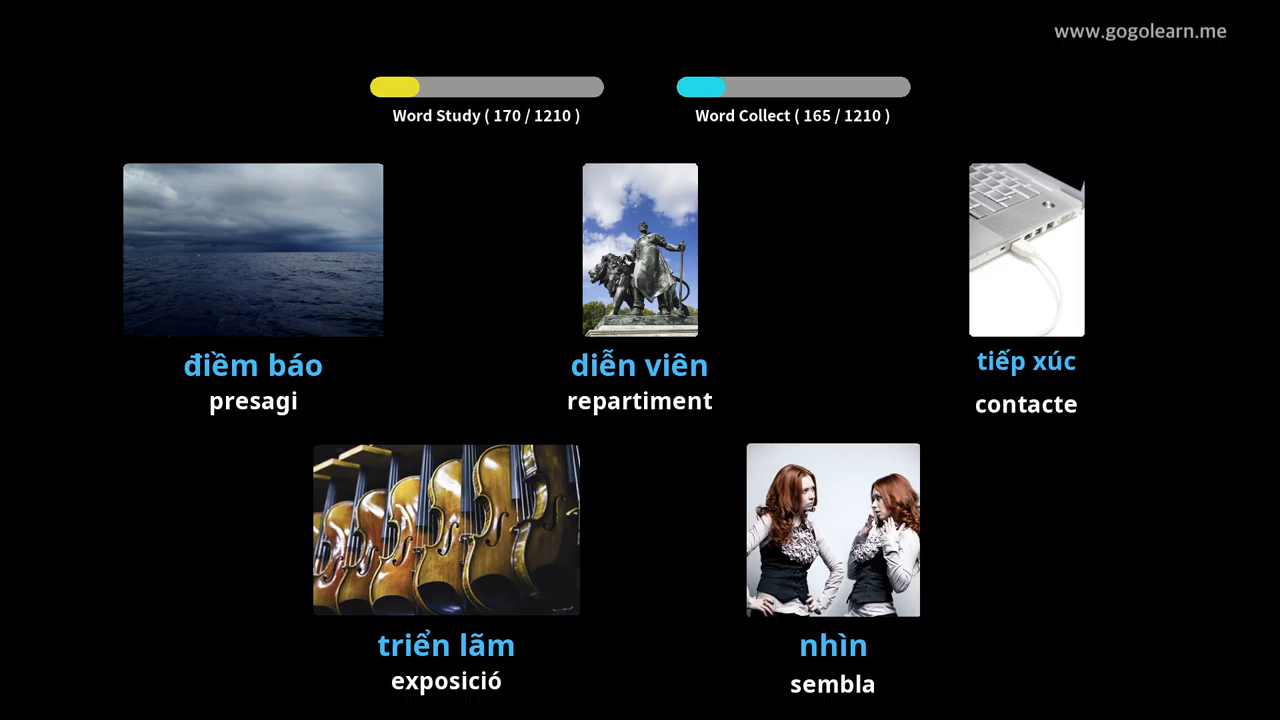 www.gogolearn.me
Word Study ( 170 / 1210 )
Word Collect ( 165 / 1210 )
điềm báo
presagi
diễn viên
repartiment
tiếp xúc
contacte
triển lãm
exposició
nhìn
sembla